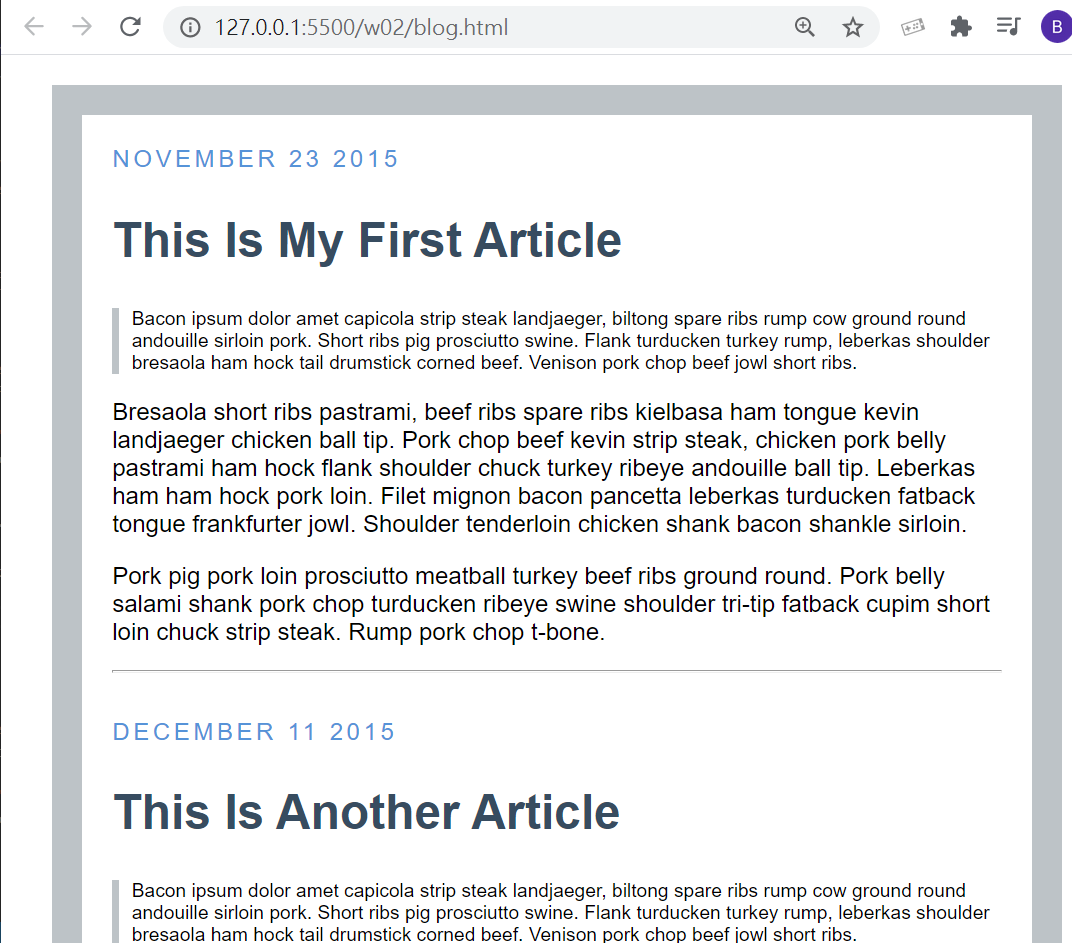 127.0.0.1:5500/w02/blog.html
B
NOVEMBER 23 2015
This Is My First Article
Bacon ipsum dolor amet capicola strip steak landjaeger, biltong spare ribs rump cow ground round
andouille sirloin pork. Short ribs pig prosciutto swine. Flank turducken turkey rump, leberkas shoulder
bresaola ham hock tail drumstick corned beef. Venison pork chop beef jowl short ribs.
Bresaola short ribs pastrami, beef ribs spare ribs kielbasa ham tongue kevin
landjaeger chicken ball tip. Pork chop beef kevin strip steak, chicken pork belly
pastrami ham hock flank shoulder chuck turkey ribeye andouille ball tip. Leberkas
ham ham hock pork loin. Filet mignon bacon pancetta leberkas turducken fatback
tongue frankfurter jowl. Shoulder tenderloin chicken shank bacon shankle sirloin.
Pork pig pork loin prosciutto meatball turkey beef ribs ground round. Pork belly
salami shank pork chop turducken ribeye swine shoulder tri-tip fatback cupim short
loin chuck strip steak. Rump pork chop t-bone.
DECEMBER 11 2015
This Is Another Article
Bacon ipsum dolor amet capicola strip steak landjaeger, biltong spare ribs rump cow ground round
andouille sirloin pork. Short ribs pig prosciutto swine. Flank turducken turkey rump, leberkas shoulder
bresaola ham hock tail drumstick corned beef. Venison pork chop beef jowl short ribs.